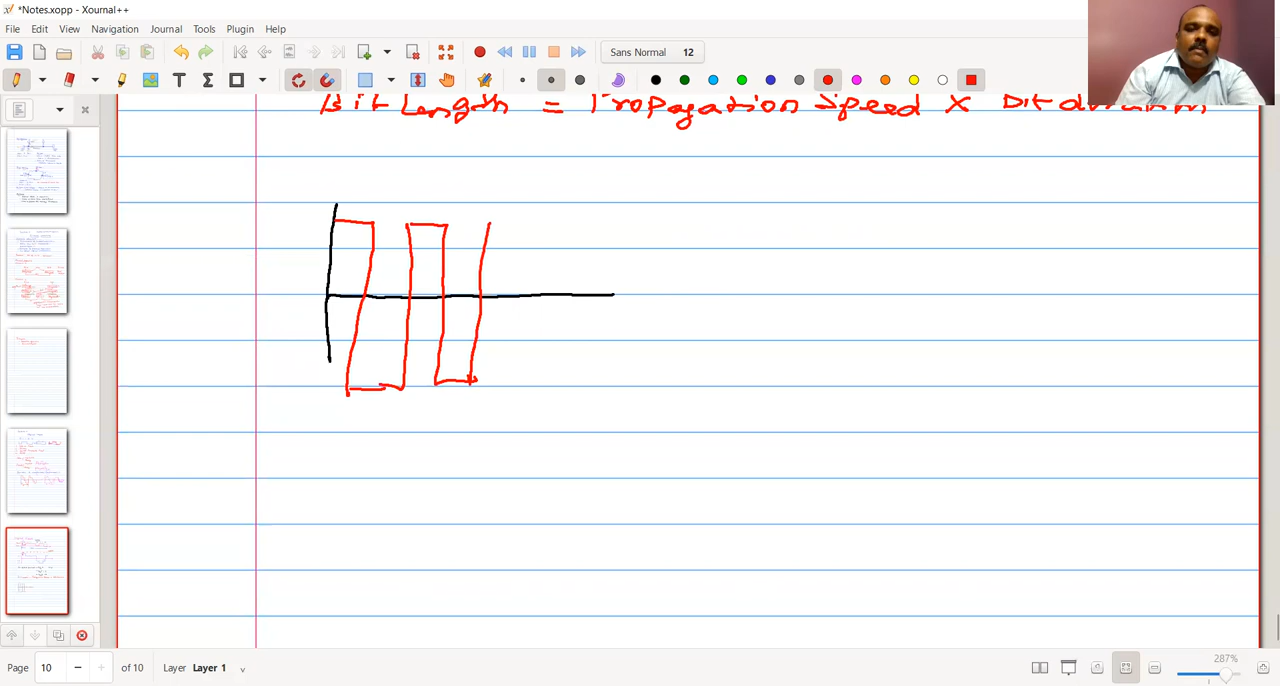 *Notes.xopp - Xournal++
File Edit View Navigation Journal Tools Plugin Help
Sans Normal 12
Bit Length = Propagation Speed X Bit duration
Page 10 of 10 Layer Layer 1 287%